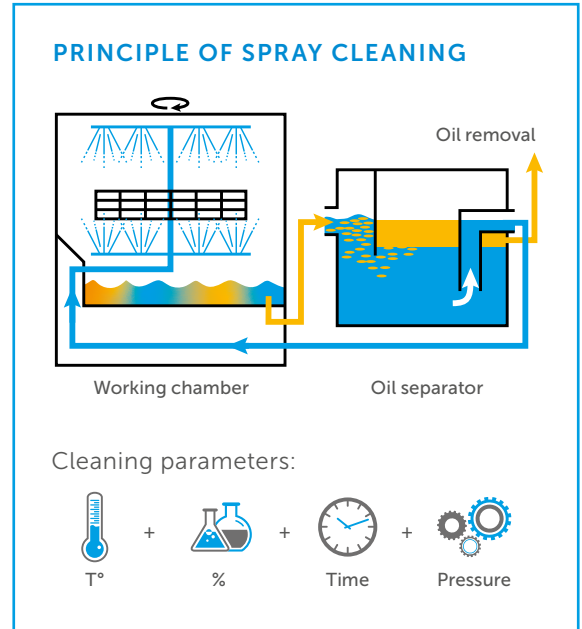 PRINCIPLE OF SPRAY CLEANING
Oil removal
Working chamber
Oil separator
Cleaning parameters:
+ + +
T° % Time Pressure